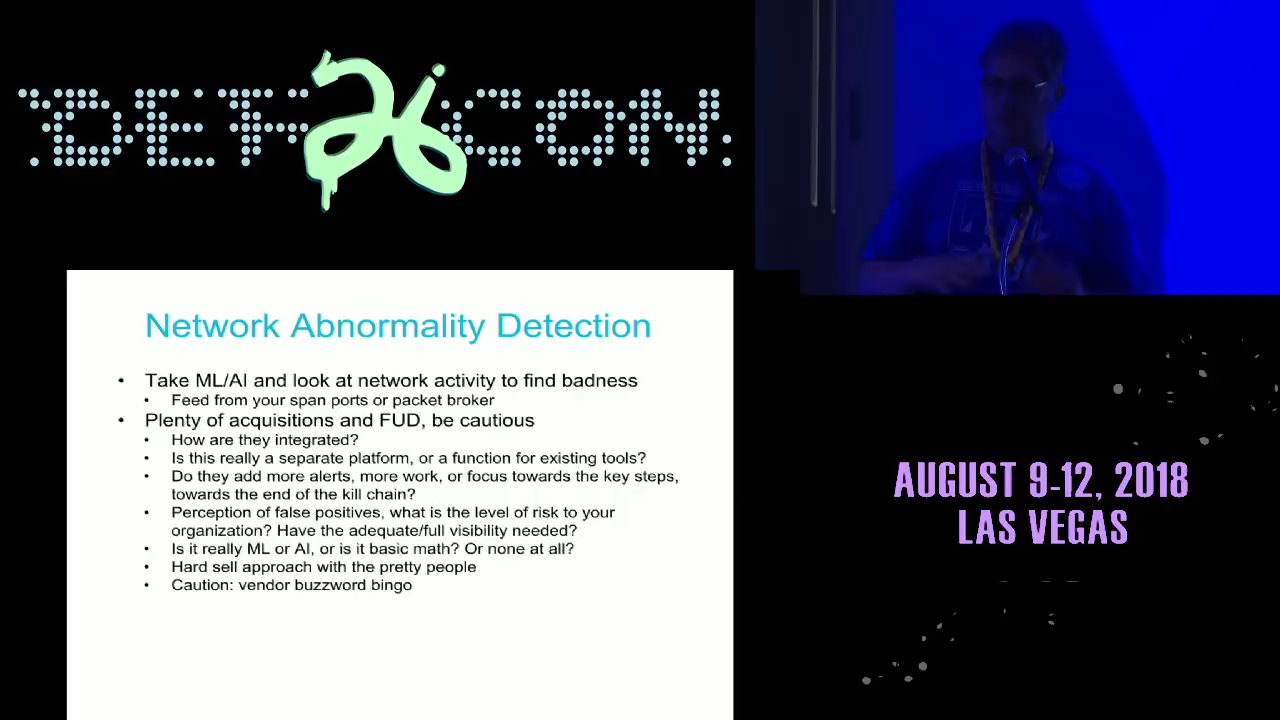 DEF 26 CON
Network Abnormality Detection
• Take ML/AI and look at network activity to find badness
• Feed from your span ports or packet broker
• Plenty of acquisitions and FUD, be cautious
• How are they integrated?
• Is this really a separate platform, or a function for existing tools?
• Do they add more alerts, more work, or focus towards the key steps,
towards the end of the kill chain?
• Perception of false positives, what is the level of risk to your
organization? Have the adequate/full visibility needed?
• Is it really ML or AI, or is it basic math? Or none at all?
• Hard sell approach with the pretty people
• Caution: vendor buzzword bingo
AUGUST 9-12, 2018
LAS VEGAS